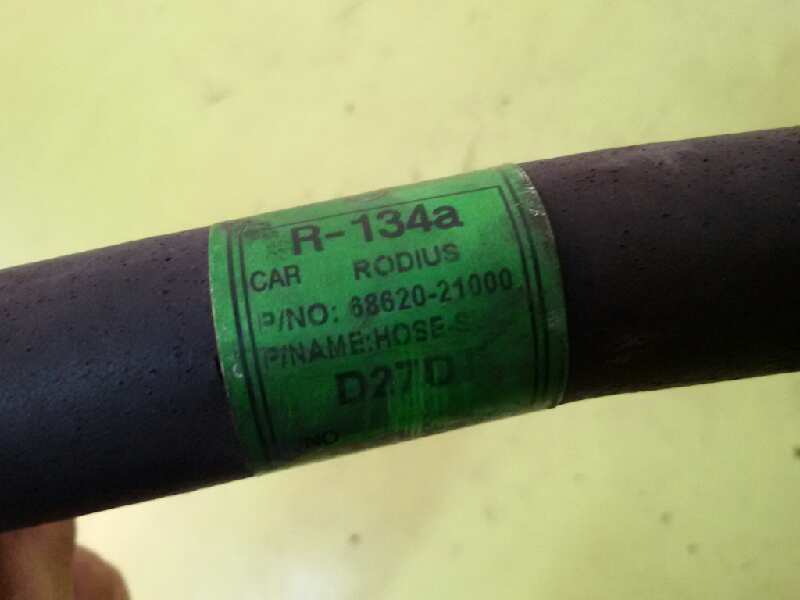 R-134a
CAR RODIUS
P/NO: 68620-21000
P/NAME:HOSE-S
D27D
NO